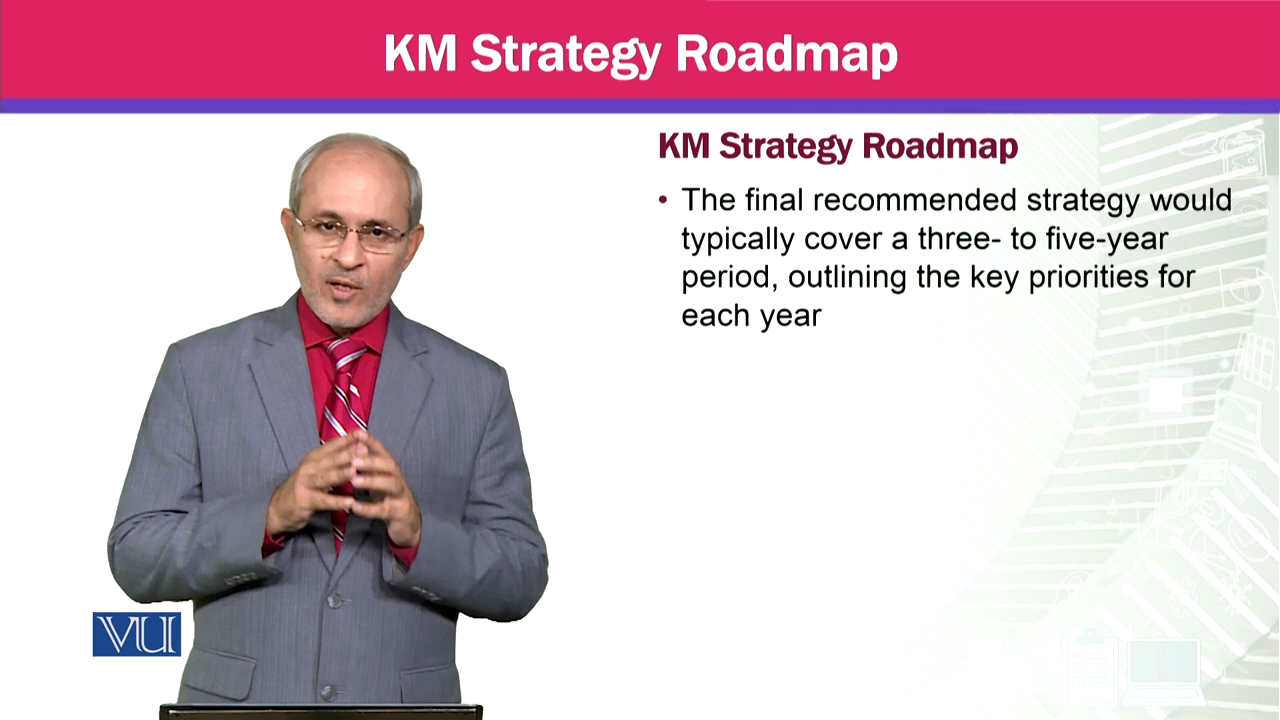 KM Strategy Roadmap
KM Strategy Roadmap
• The final recommended strategy would
typically cover a three- to five-year
period, outlining the key priorities for
each year
VU